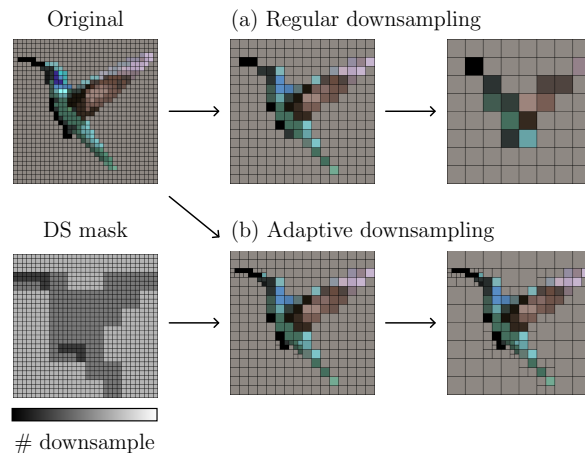 Original
(a) Regular downsampling
DS mask
(b) Adaptive downsampling
# downsample